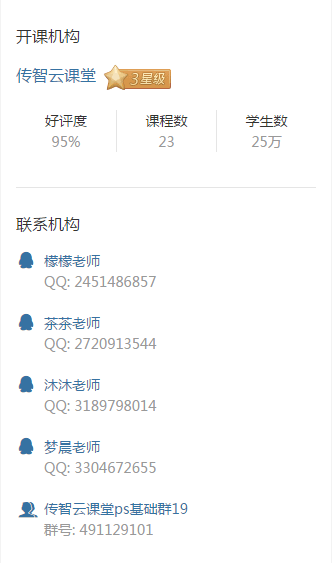 开课机构
传智云课堂 3星级
好评度 课程数 学生数
95% 23 25万
联系机构
檬檬老师
QQ: 2451486857
茶茶老师
QQ: 2720913544
沐沐老师
QQ: 3189798014
梦晨老师
QQ: 3304672655
传智云课堂ps基础群19
群号: 491129101